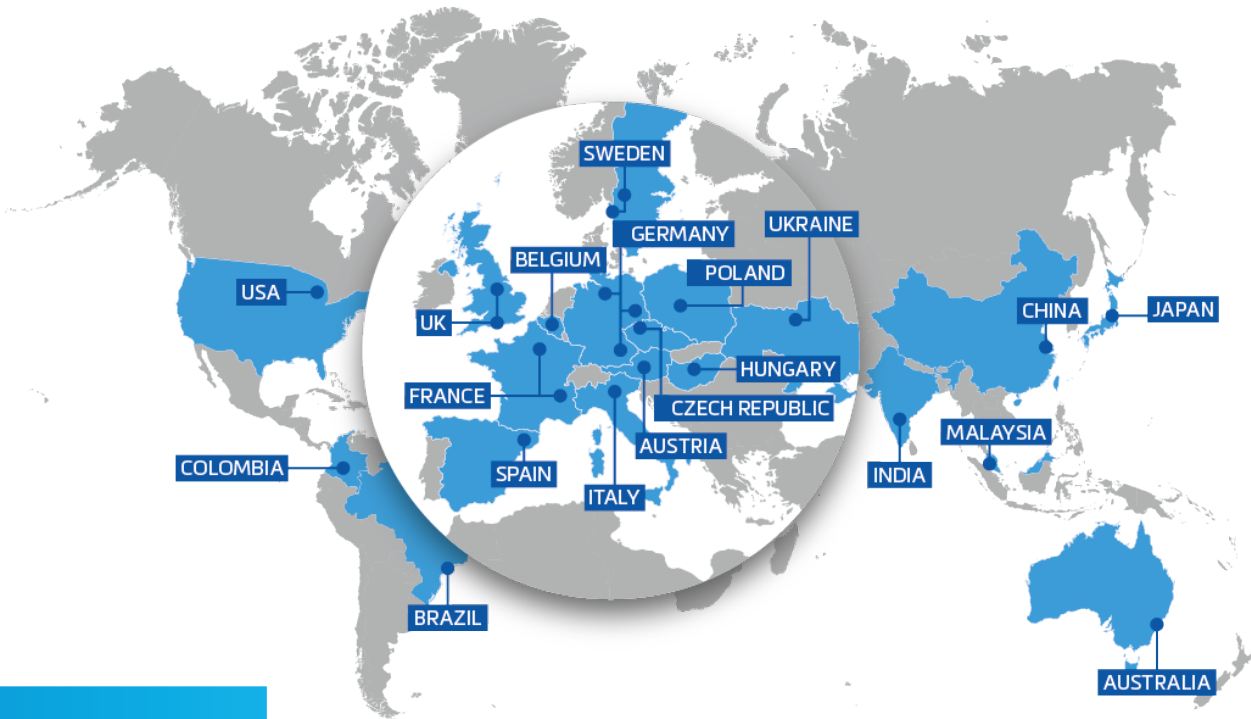 SWEDEN
UKRAINE
GERMANY
BELGIUM
POLAND
USA
CHINA
JAPAN
UK
HUNGARY
FRANCE
CZECH REPUBLIC
MALAYSIA
AUSTRIA
COLOMBIA
SPAIN
INDIA
ITALY
BRAZIL
AUSTRALIA